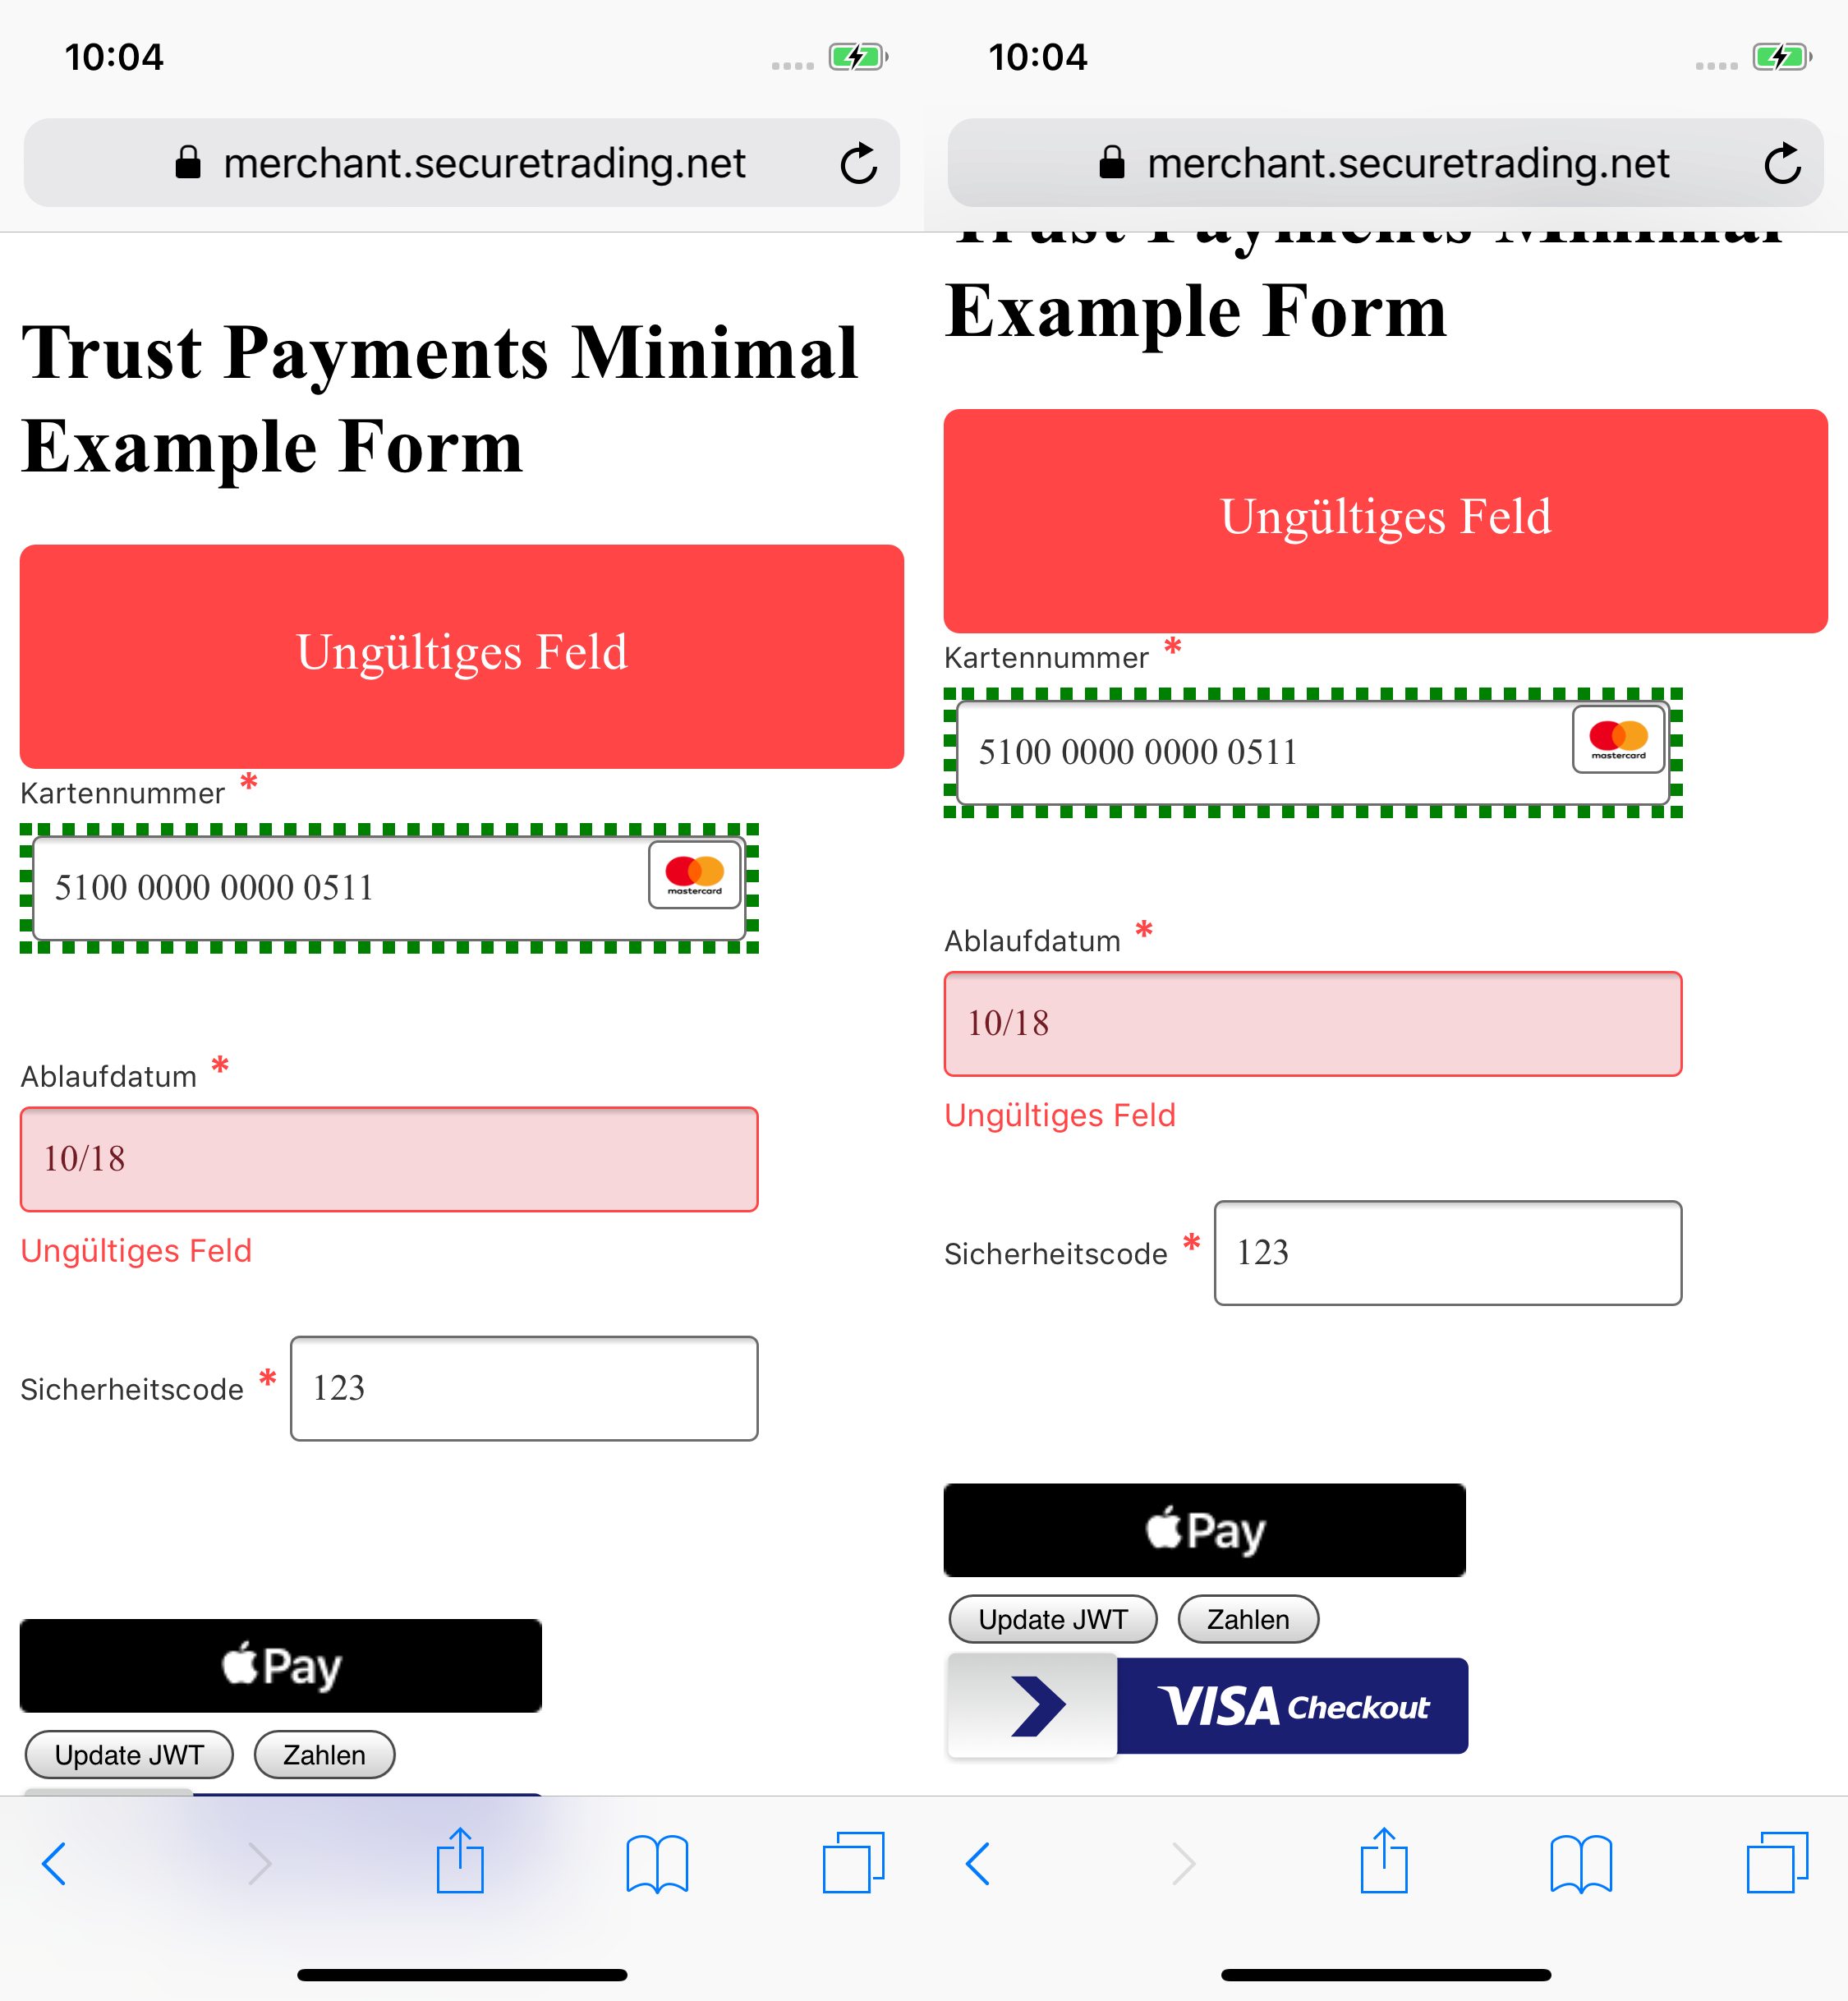 10:04
merchant.securetrading.net
Trust Payments Minimal
Example Form
Ungültiges Feld
Kartennummer *
5100 0000 0000 0511
mastercard
Ablaufdatum *
10/18
Ungültiges Feld
Sicherheitscode *
123
Pay
Update JWT
Zahlen
10:04
merchant.securetrading.net
Trust Payments Minimal
Example Form
Ungültiges Feld
Kartennummer *
5100 0000 0000 0511
mastercard
Ablaufdatum *
10/18
Ungültiges Feld
Sicherheitscode *
123
Pay
Update JWT
Zahlen
VISA Checkout